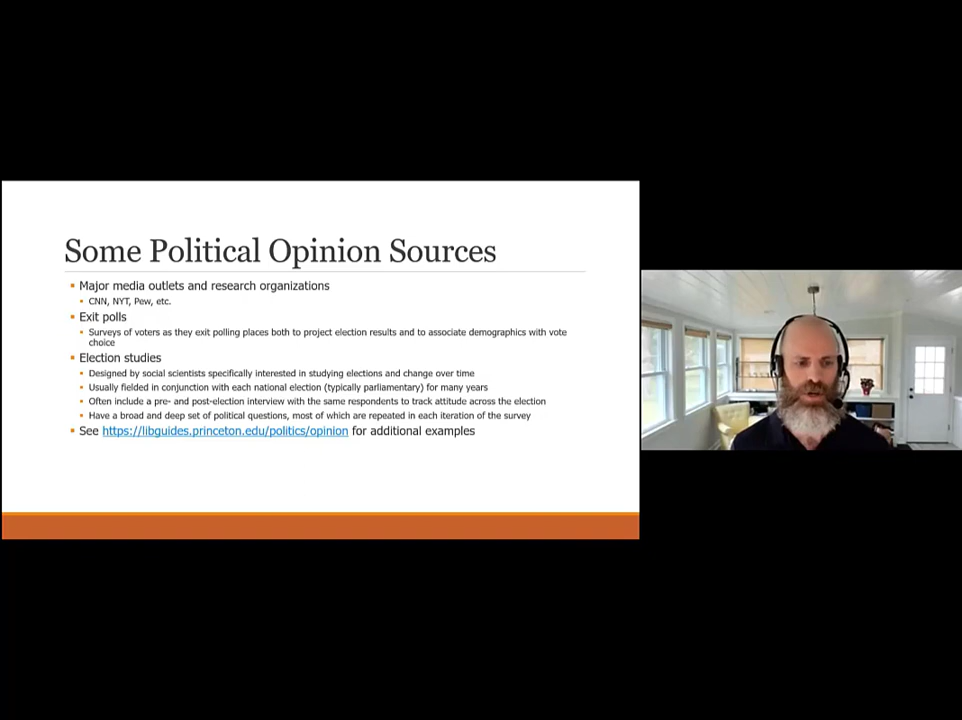 Some Political Opinion Sources
Major media outlets and research organizations
CNN, NYT, Pew, etc.
Exit polls
Surveys of voters as they exit polling places both to project election results and to associate demographics with vote
choice
Election studies
Designed by social scientists specifically interested in studying elections and change over time
Usually fielded in conjunction with each national election (typically parliamentary) for many years
Often include a pre- and post-election interview with the same respondents to track attitude across the election
Have a broad and deep set of political questions, most of which are repeated in each iteration of the survey
See https://libguides.princeton.edu/politics/opinion for additional examples